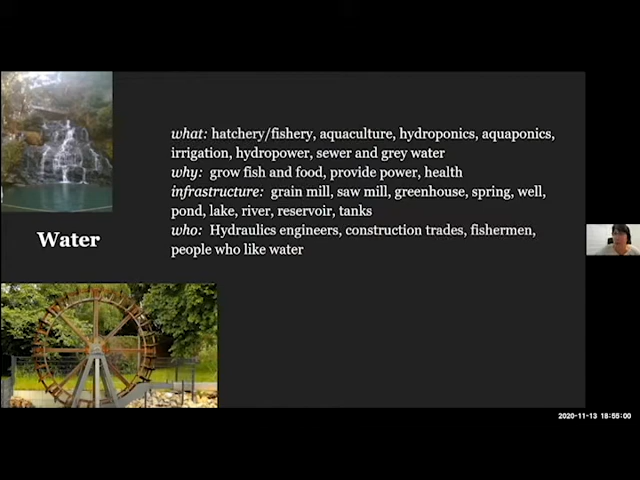 what: hatchery/fishery, aquaculture, hydroponics, aquaponics,
irrigation, hydropower, sewer and grey water
why: grow fish and food, provide power, health
infrastructure: grain mill, saw mill, greenhouse, spring, well,
pond, lake, river, reservoir, tanks
who: Hydraulics engineers, construction trades, fishermen,
people who like water
Water
2020-11-13 18:55:00